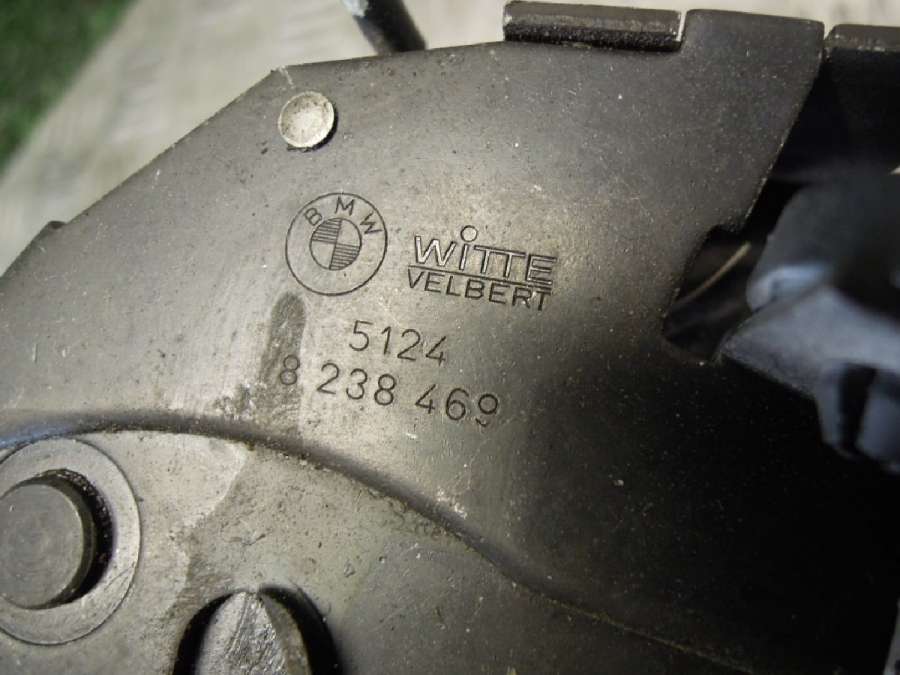 BMW
WiTTE
VELBERT
5124
8 238 469